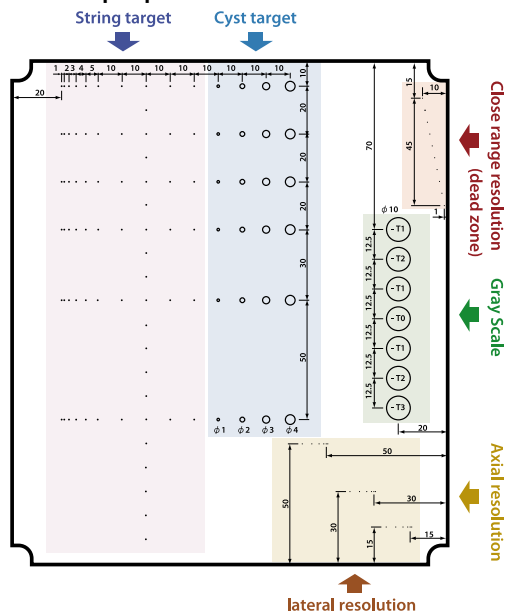 String target
Cyst target
1 2 3 4 5 10 10 10 10 10 10 10 10
20
10
20
20
20
30
50
φ 1 φ 2 φ 3 φ 4
70
15
10
45
1
φ 10
-T1
-T2
-T1
-T0
-T1
-T2
-T3
12.5
12.5
12.5
12.5
12.5
12.5
20
50
50
30
30
15
15
Close range resolution
(dead zone)
Gray Scale
Axial resolution
lateral resolution